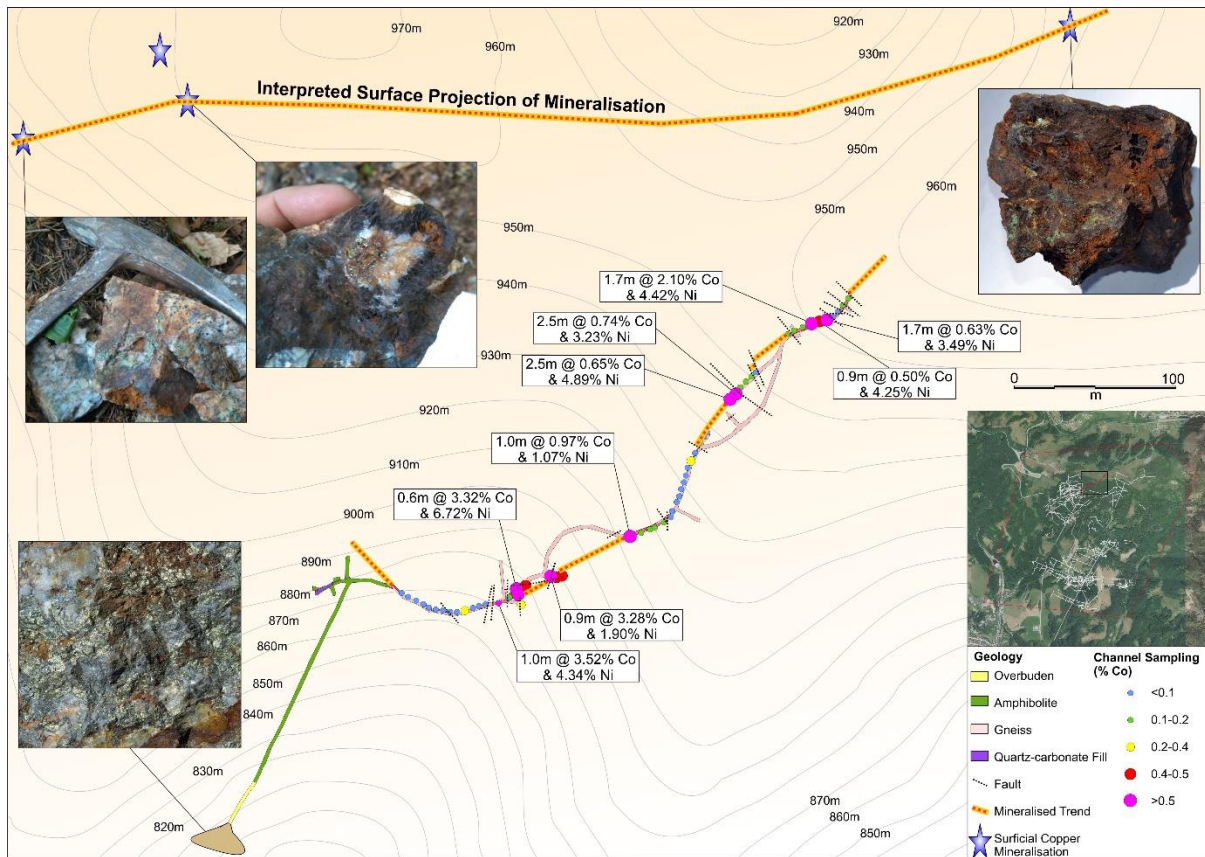 970m
960m
920m
930m
Interpreted Surface Projection of Mineralisation
940m
950m
960m
950m
950m
940m
930m
920m
910m
900m
890m
880m
870m
860m
850m
840m
830m
820m
1.7m @ 2.10% Co
& 4.42% Ni
2.5m @ 0.74% Co
& 3.23% Ni
2.5m @ 0.65% Co
& 4.89% Ni
1.7m @ 0.63% Co
& 3.49% Ni
0.9m @ 0.50% Co
& 4.25% Ni
1.0m @ 0.97% Co
& 1.07% Ni
0.6m @ 3.32% Co
& 6.72% Ni
0.9m @ 3.28% Co
& 1.90% Ni
1.0m @ 3.52% Co
& 4.34% Ni
0 100
m
870m
860m
850m
Geology
Overbuden
Amphibolite
Gneiss
Quartz-carbonate Fill
Fault
Mineralised Trend
Surficial Copper
Mineralisation
Channel Sampling
(% Co)
<0.1
0.1-0.2
0.2-0.4
0.4-0.5
>0.5